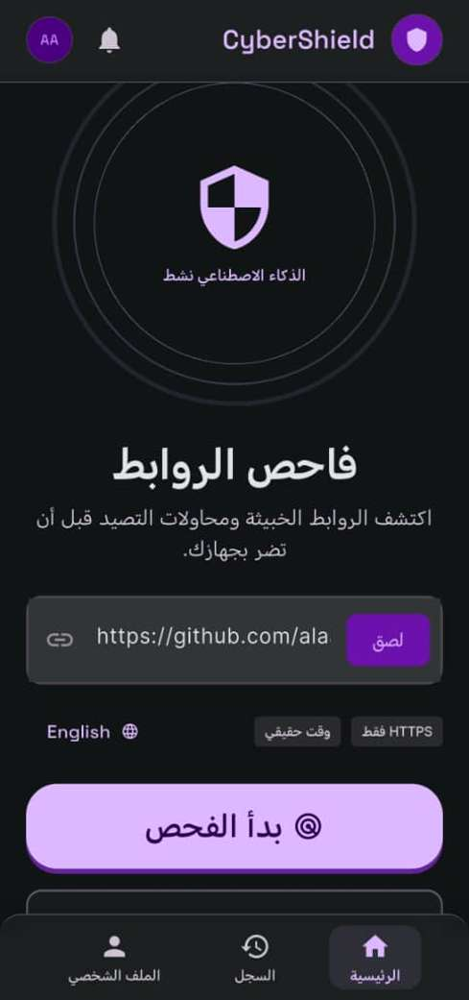 CyberShield
AA
الذكاء الاصطناعي نشط
فاحص الروابط
اكتشف الروابط الخبيثة ومحاولات التصيد قبل أن
تضر بجهازك.
لصق
https://github.com/ala
HTTPS فقط
وقت حقيقي
English
بدأ الفحص
الرئيسية
السجل
الملف الشخصي